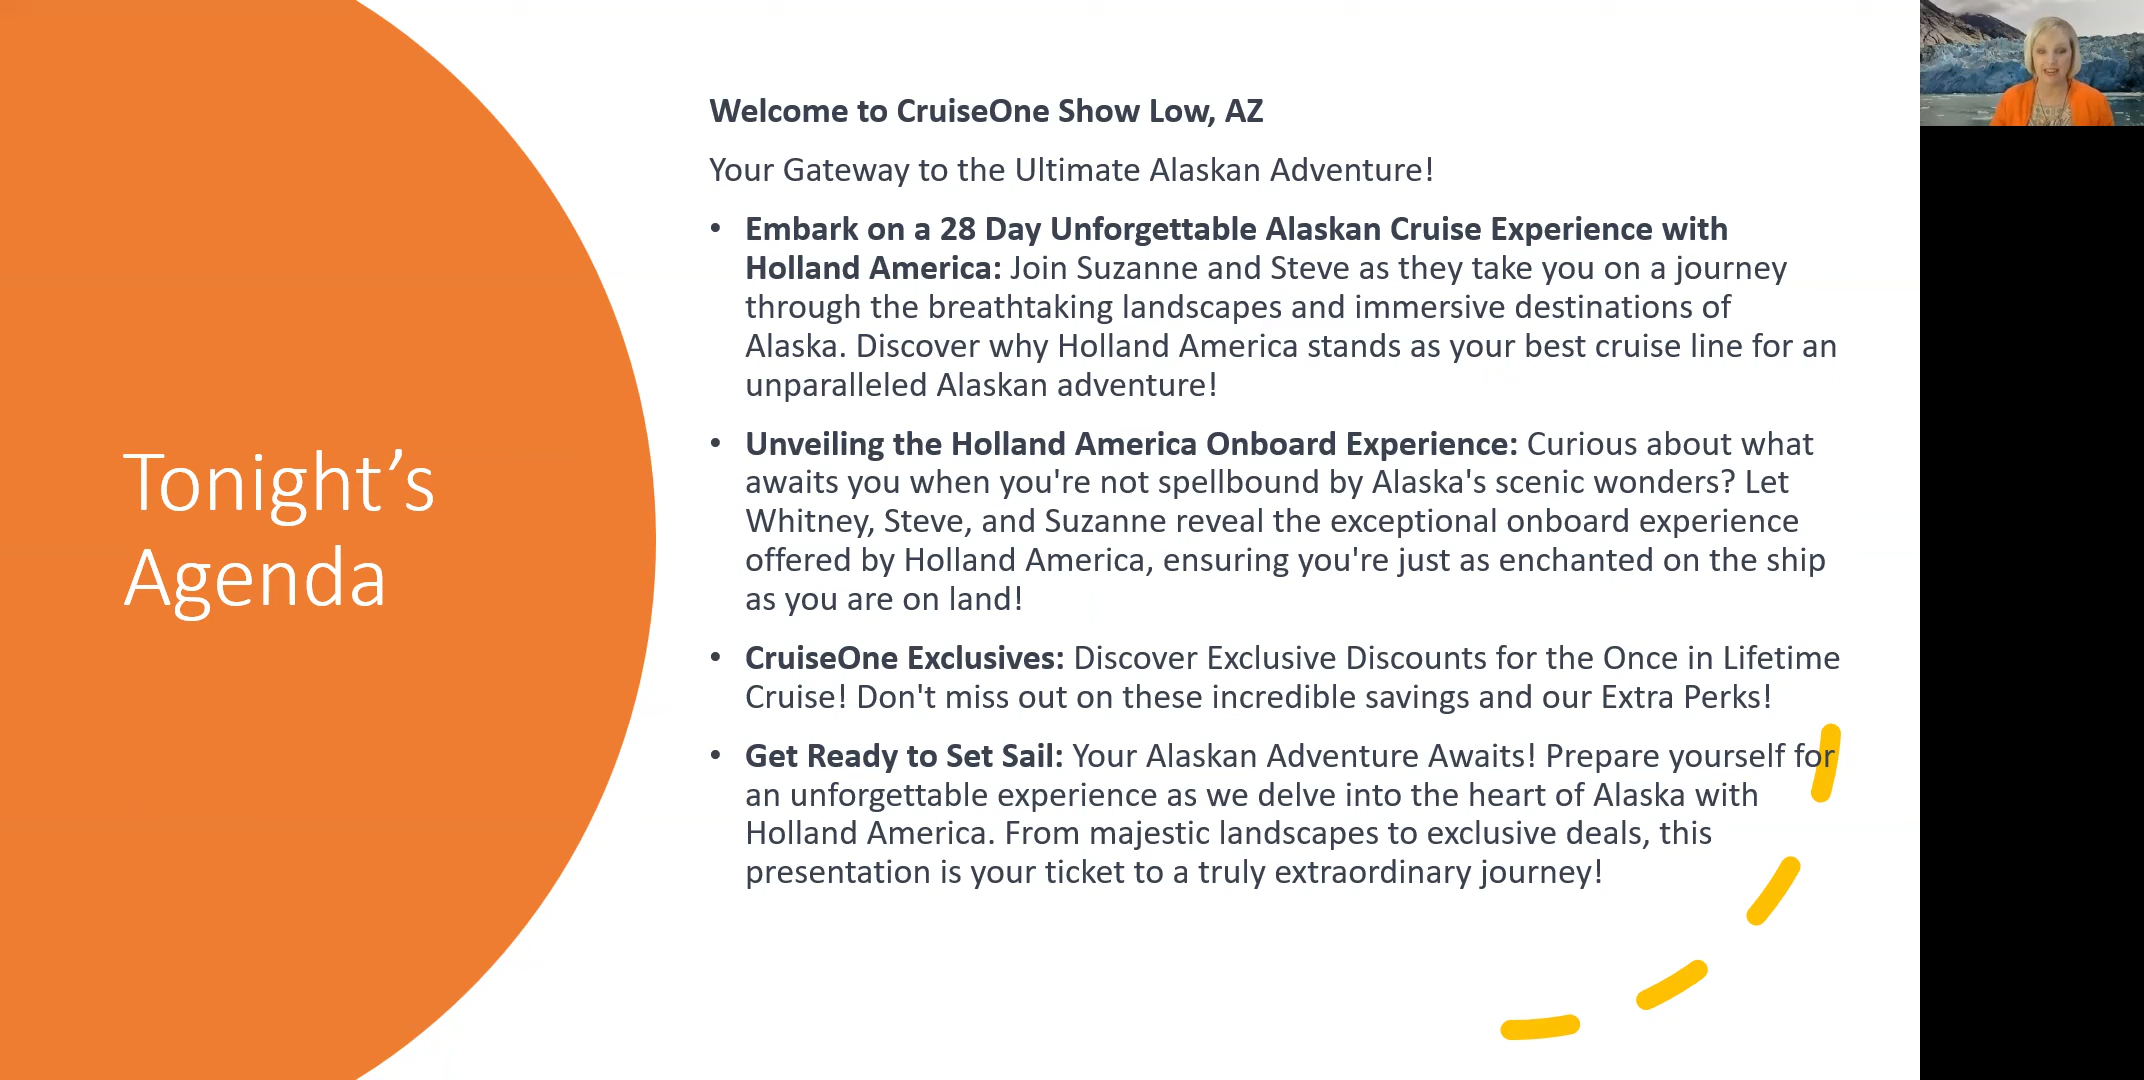 Tonight’s
Agenda
Welcome to CruiseOne Show Low, AZ
Your Gateway to the Ultimate Alaskan Adventure!
• Embark on a 28 Day Unforgettable Alaskan Cruise Experience with
Holland America: Join Suzanne and Steve as they take you on a journey
through the breathtaking landscapes and immersive destinations of
Alaska. Discover why Holland America stands as your best cruise line for an
unparalleled Alaskan adventure!
• Unveiling the Holland America Onboard Experience: Curious about what
awaits you when you're not spellbound by Alaska's scenic wonders? Let
Whitney, Steve, and Suzanne reveal the exceptional onboard experience
offered by Holland America, ensuring you're just as enchanted on the ship
as you are on land!
• CruiseOne Exclusives: Discover Exclusive Discounts for the Once in Lifetime
Cruise! Don't miss out on these incredible savings and our Extra Perks!
• Get Ready to Set Sail: Your Alaskan Adventure Awaits! Prepare yourself for
an unforgettable experience as we delve into the heart of Alaska with
Holland America. From majestic landscapes to exclusive deals, this
presentation is your ticket to a truly extraordinary journey!